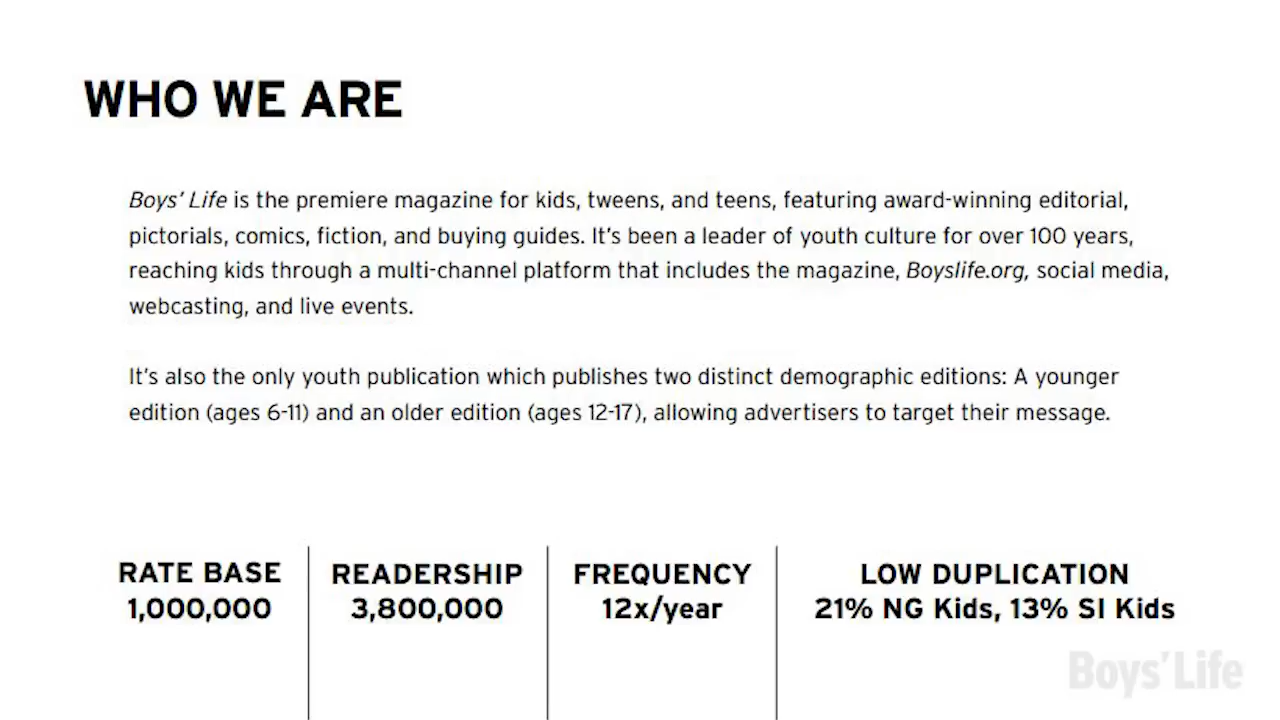 WHO WE ARE
Boys' Life is the premiere magazine for kids, tweens, and teens, featuring award-winning editorial,
pictorials, comics, fiction, and buying guides. It's been a leader of youth culture for over 100 years,
reaching kids through a multi-channel platform that includes the magazine, Boyslife.org, social media,
webcasting, and live events.
It's also the only youth publication which publishes two distinct demographic editions: A younger
edition (ages 6-11) and an older edition (ages 12-17), allowing advertisers to target their message.
RATE BASE
1,000,000
READERSHIP
3,800,000
FREQUENCY
12x/year
LOW DUPLICATION
21% NG Kids, 13% SI Kids
Boys' Life